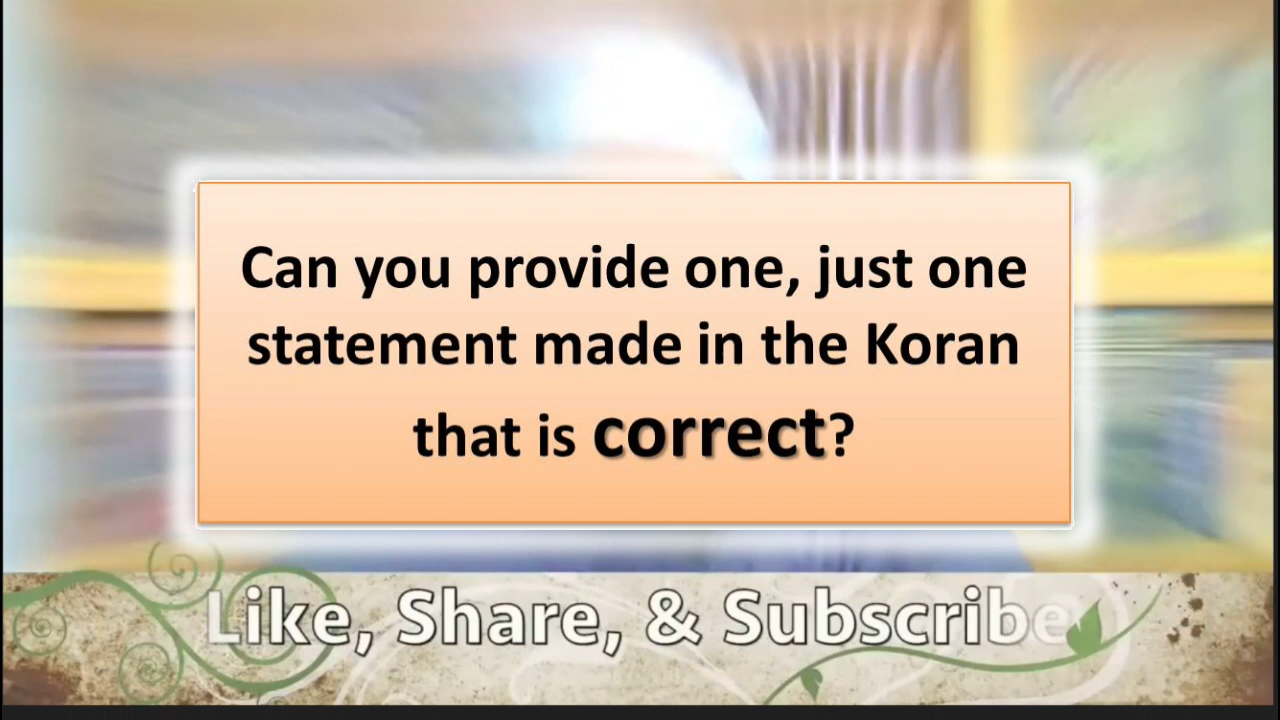 Can you provide one, just one
statement made in the Koran
that is correct?
Like, Share, & Subscribe